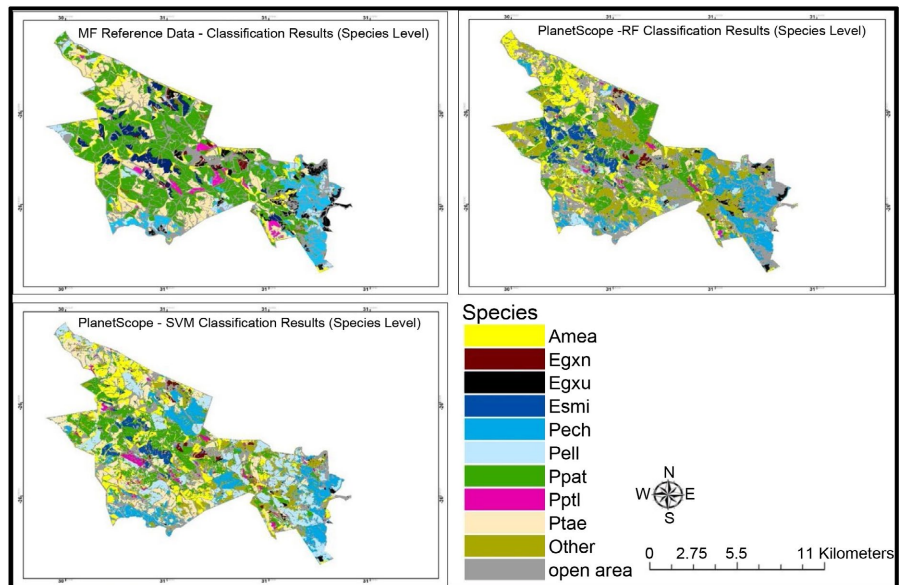 MF Reference Data - Classification Results (Species Level)
PlanetScope -RF Classification Results (Species Level)
PlanetScope - SVM Classification Results (Species Level)
Species
Amea
Egxn
Egxu
Esmi
Pech
Pell
Ppat
Pptl
Ptae
Other
open area
N
W E
S
0 2.75 5.5 11 Kilometers